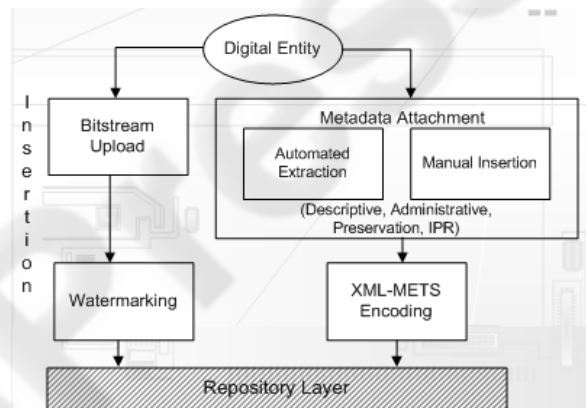 Digital Entity
Insertion
Bitstream
Upload
Metadata Attachment
Automated
Extraction
Manual Insertion
(Descriptive, Administrative,
Preservation, IPR)
Watermarking
XML-METS
Encoding
Repository Layer